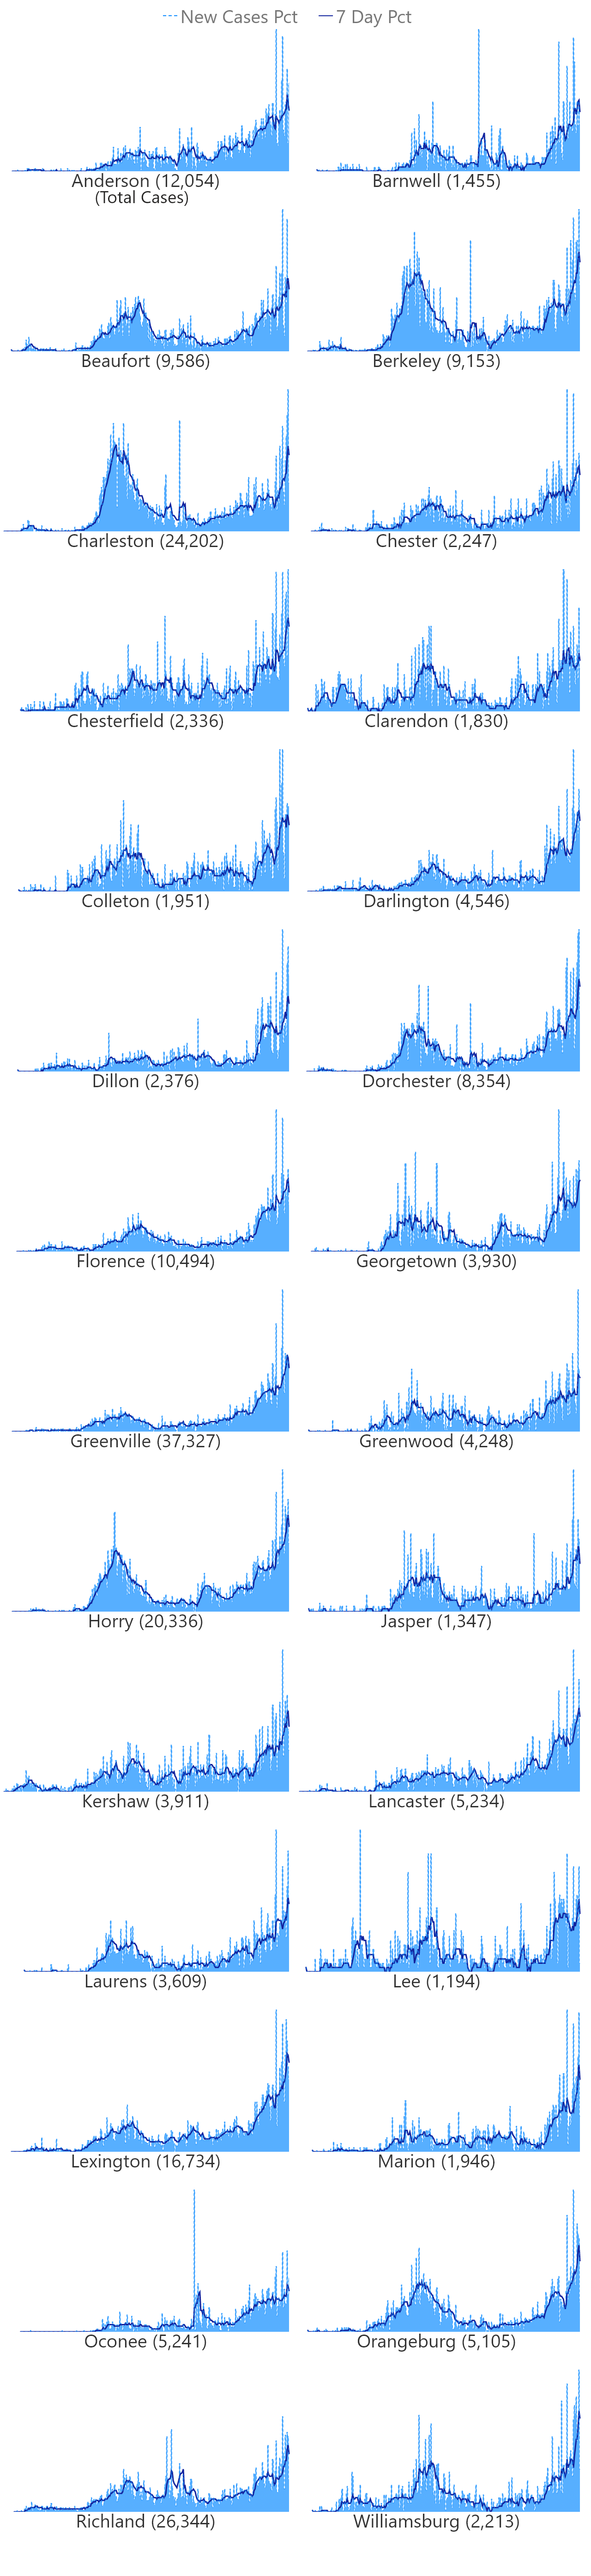 New Cases Pct 7 Day Pct
Anderson (12,054) Barnwell (1,455)
(Total Cases)
Beaufort (9,586) Berkeley (9,153)
Charleston (24,202) Chester (2,247)
Chesterfield (2,336) Clarendon (1,830)
Colleton (1,951) Darlington (4,546)
Dillon (2,376) Dorchester (8,354)
Florence (10,494) Georgetown (3,930)
Greenville (37,327) Greenwood (4,248)
Horry (20,336) Jasper (1,347)
Kershaw (3,911) Lancaster (5,234)
Laurens (3,609) Lee (1,194)
Lexington (16,734) Marion (1,946)
Oconee (5,241) Orangeburg (5,105)
Richland (26,344) Williamsburg (2,213)